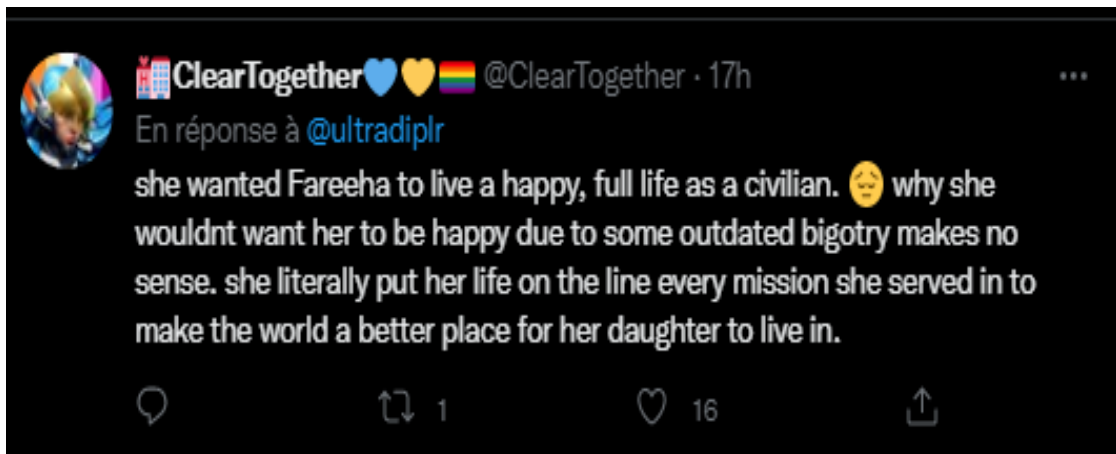 🏩ClearTogether💙💛🏳️‍🌈 @ClearTogether · 17h
En réponse à @ultradiplr
she wanted Fareeha to live a happy, full life as a civilian. 😔 why she
wouldnt want her to be happy due to some outdated bigotry makes no
sense. she literally put her life on the line every mission she served in to
make the world a better place for her daughter to live in.
1 16